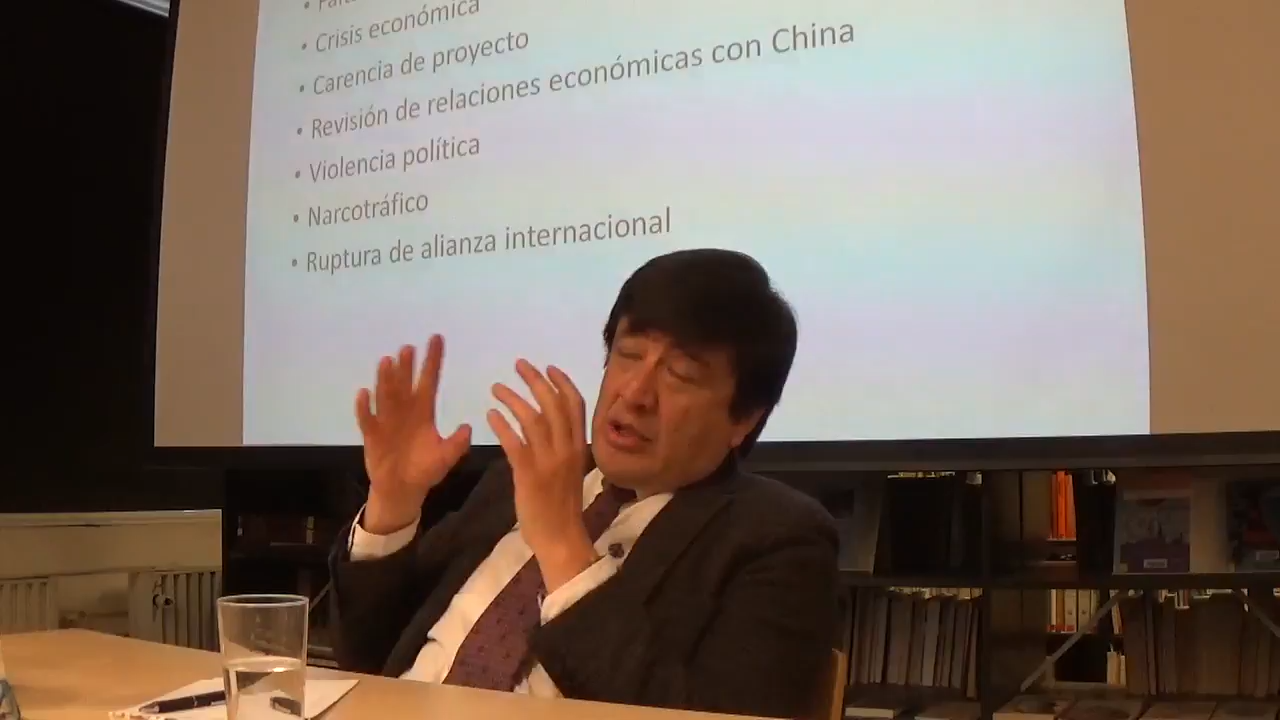 • Crisis económica
• Carencia de proyecto
• Revisión de relaciones económicas con China
• Violencia política
• Narcotráfico
• Ruptura de alianza internacional